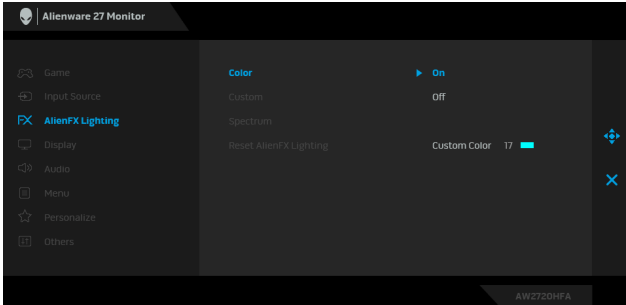 Alienware 27 Monitor
Game
Input Source
AlienFX Lighting
Display
Audio
Menu
Personalize
Others
Color
Custom
Spectrum
Reset AlienFX Lighting
On
Off
Custom Color 17
AW2720HFA